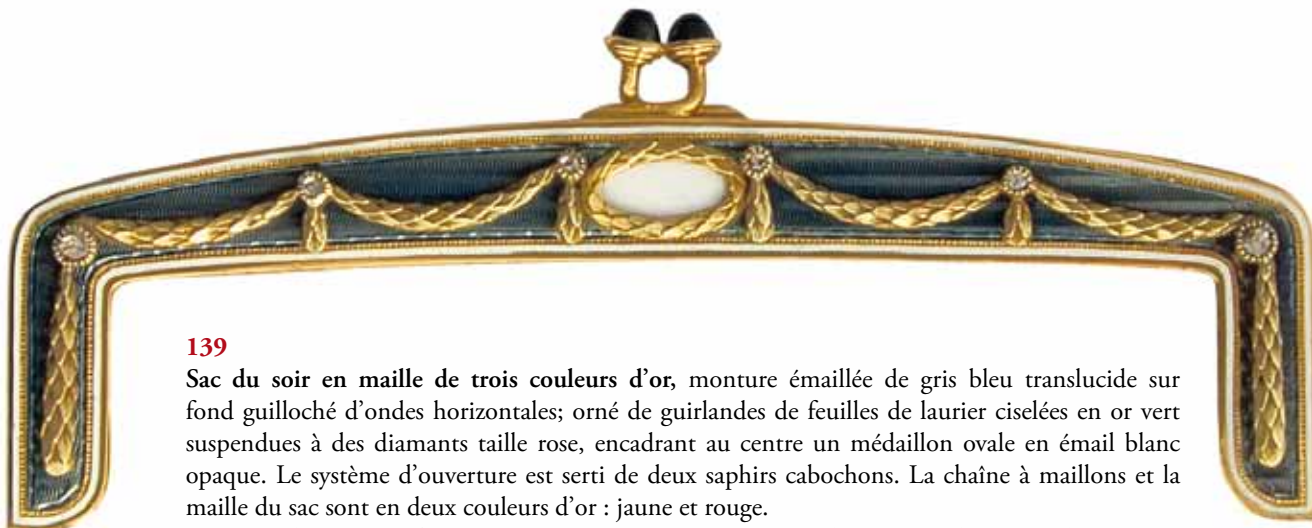 139
Sac du soir en maille de trois couleurs d'or, monture émaillée de gris bleu translucide sur
fond guilloché d'ondes horizontales; orné de guirlandes de feuilles de laurier ciselées en or vert
suspendues à des diamants taille rose, encadrant au centre un médaillon ovale en émail blanc
opaque. Le système d'ouverture est serti de deux saphirs cabochons. La chaîne à maillons et la
maille du sac sont en deux couleurs d'or : jaune et rouge.